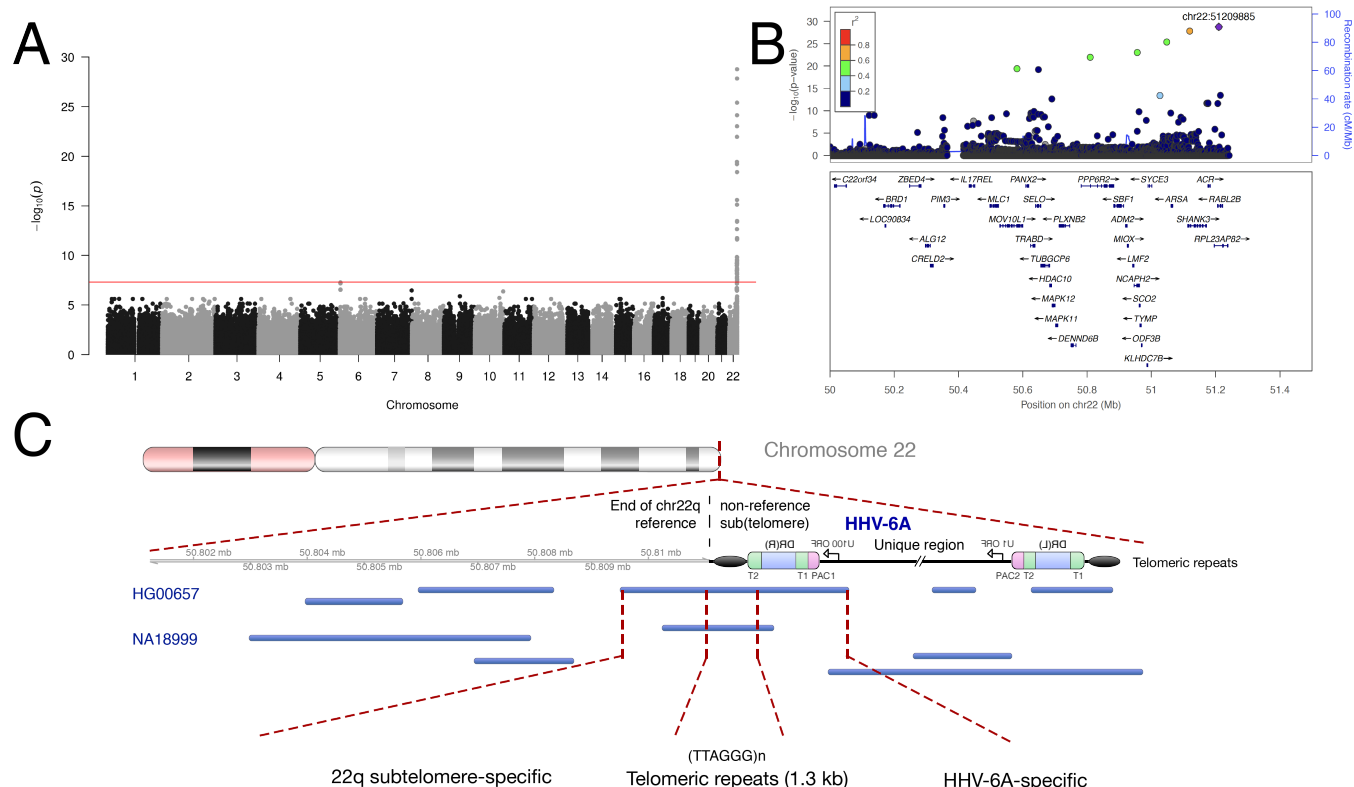 A
30
25
20
15
10
5
0
−log10(p)
1 2 3 4 5 6 7 8 9 10 11 12 13 14 16 18 20 22
Chromosome
B
30
25
20
15
10
5
0
−log10(p−value)
r2
0.8
0.6
0.4
0.2
chr22:51209885
100
80
60
40
20
0
Recombination rate (cM/Mb)
←C22orf34 ZBED4→ ←IL17REL PANX2→ PPP6R2→ ←SYCE3 ACR→
←BRD1 PIM3→ ←MLC1 SELO→ ←SBF1 ←ARSA ←RABL2B
←LOC90834 MOV10L1→ ←PLXNB2 ADM2→ SHANK3→
←ALG12 TRABD→ MIOX→ RPL23AP82→
CRELD2→ ←TUBGCP6 ←LMF2
←HDAC10 NCAPH2→
←MAPK12 ←SCO2
←MAPK11 ←TYMP
←DENND6B ←ODF3B
KLHDC7B→
50 50.2 50.4 50.6 50.8 51 51.2 51.4
Position on chr22 (Mb)
C
Chromosome 22
End of chr22q
reference
non-reference
sub(telomere)
HHV-6A
50.802 mb 50.804 mb 50.806 mb 50.808 mb 50.81 mb
50.803 mb 50.805 mb 50.807 mb 50.809 mb
DR(R) U100 ORF Unique region U1 ORF DR(L)
T2 T1 PAC1 PAC2 T2 T1
Telomeric repeats
HG00657
NA18999
(TTAGGG)n
22q subtelomere-specific Telomeric repeats (1.3 kb) HHV-6A-specific